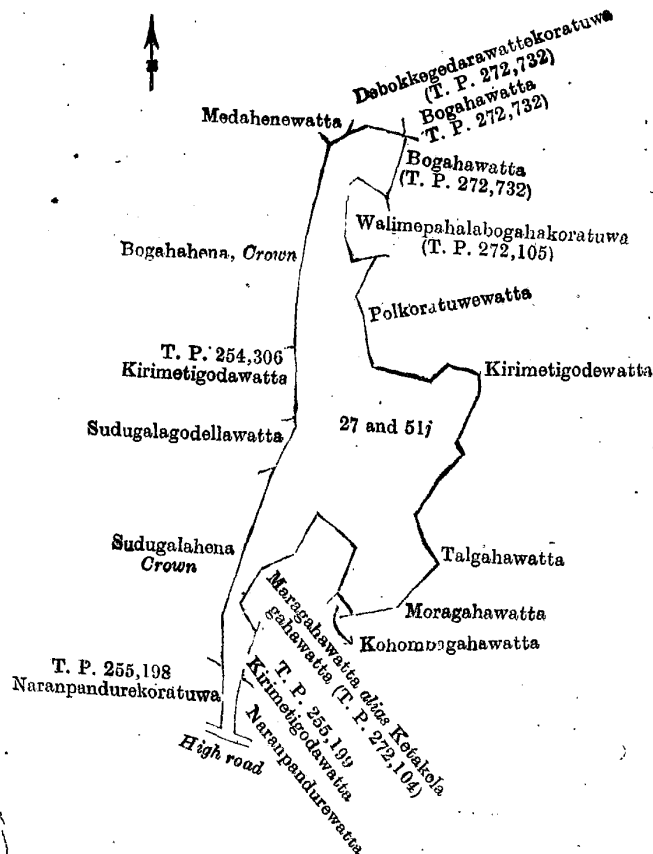 Debokkegedarawattekoratuwa
(T. P. 272,732)
Bogahawatta
T. P. 272,732)
Medahenewatta
Bogahawatta
(T. P. 272,732)
Walimepahalabogahakoratuwa
(T. P. 272,105)
Bogahahena, Crown
Polkoratuwewatta
T. P. 254,306
Kirimetigodawatta
Kirimetigodewatta
Sudugalagodellawatta
27 and 51j
Sudugalahena
Crown
Talgahawatta
Moragahawatta
Kohombagahawatta
Maragahawatta alias Ketakela
gahawatta (T. P. 272,104)
T. P. 255,199
Kirimetigodawatta
Naranpandurewatta
T. P. 255,198
Naranpandurekoratuwa
High road